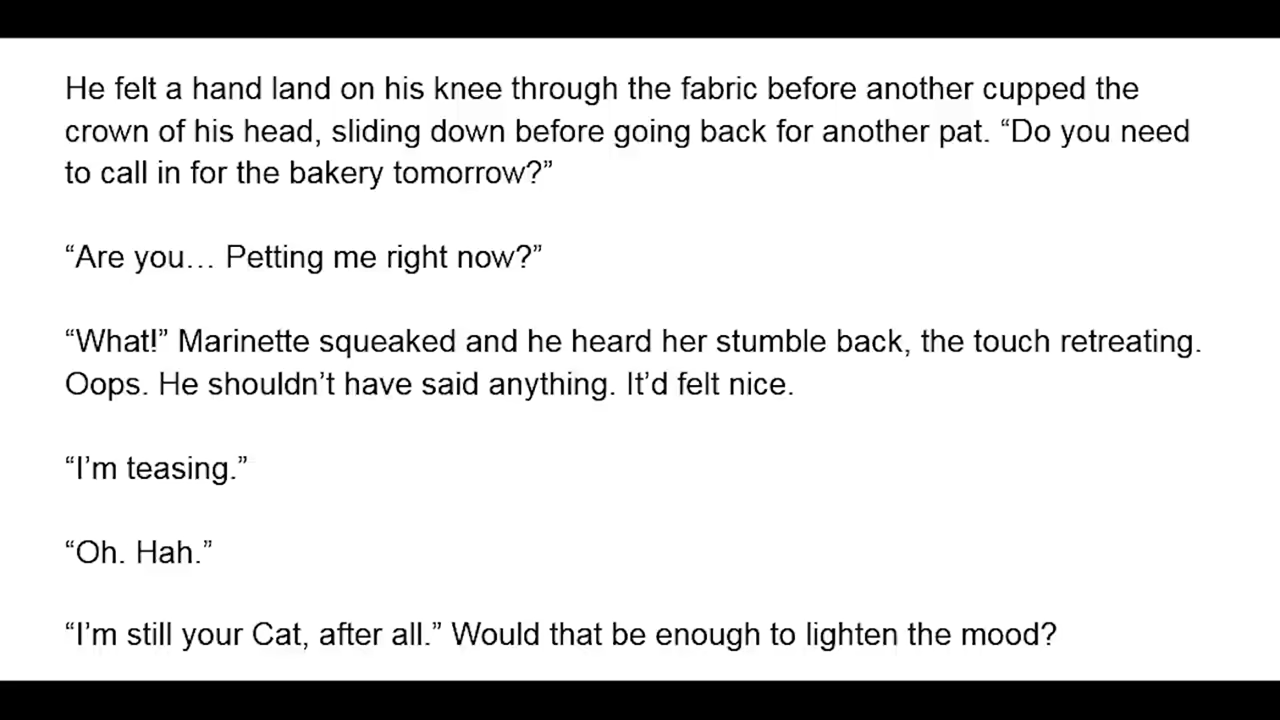 He felt a hand land on his knee through the fabric before another cupped the
crown of his head, sliding down before going back for another pat. “Do you need
to call in for the bakery tomorrow?”
“Are you… Petting me right now?”
“What!” Marinette squeaked and he heard her stumble back, the touch retreating.
Oops. He shouldn’t have said anything. It’d felt nice.
“I’m teasing.”
“Oh. Hah.”
“I’m still your Cat, after all.” Would that be enough to lighten the mood?